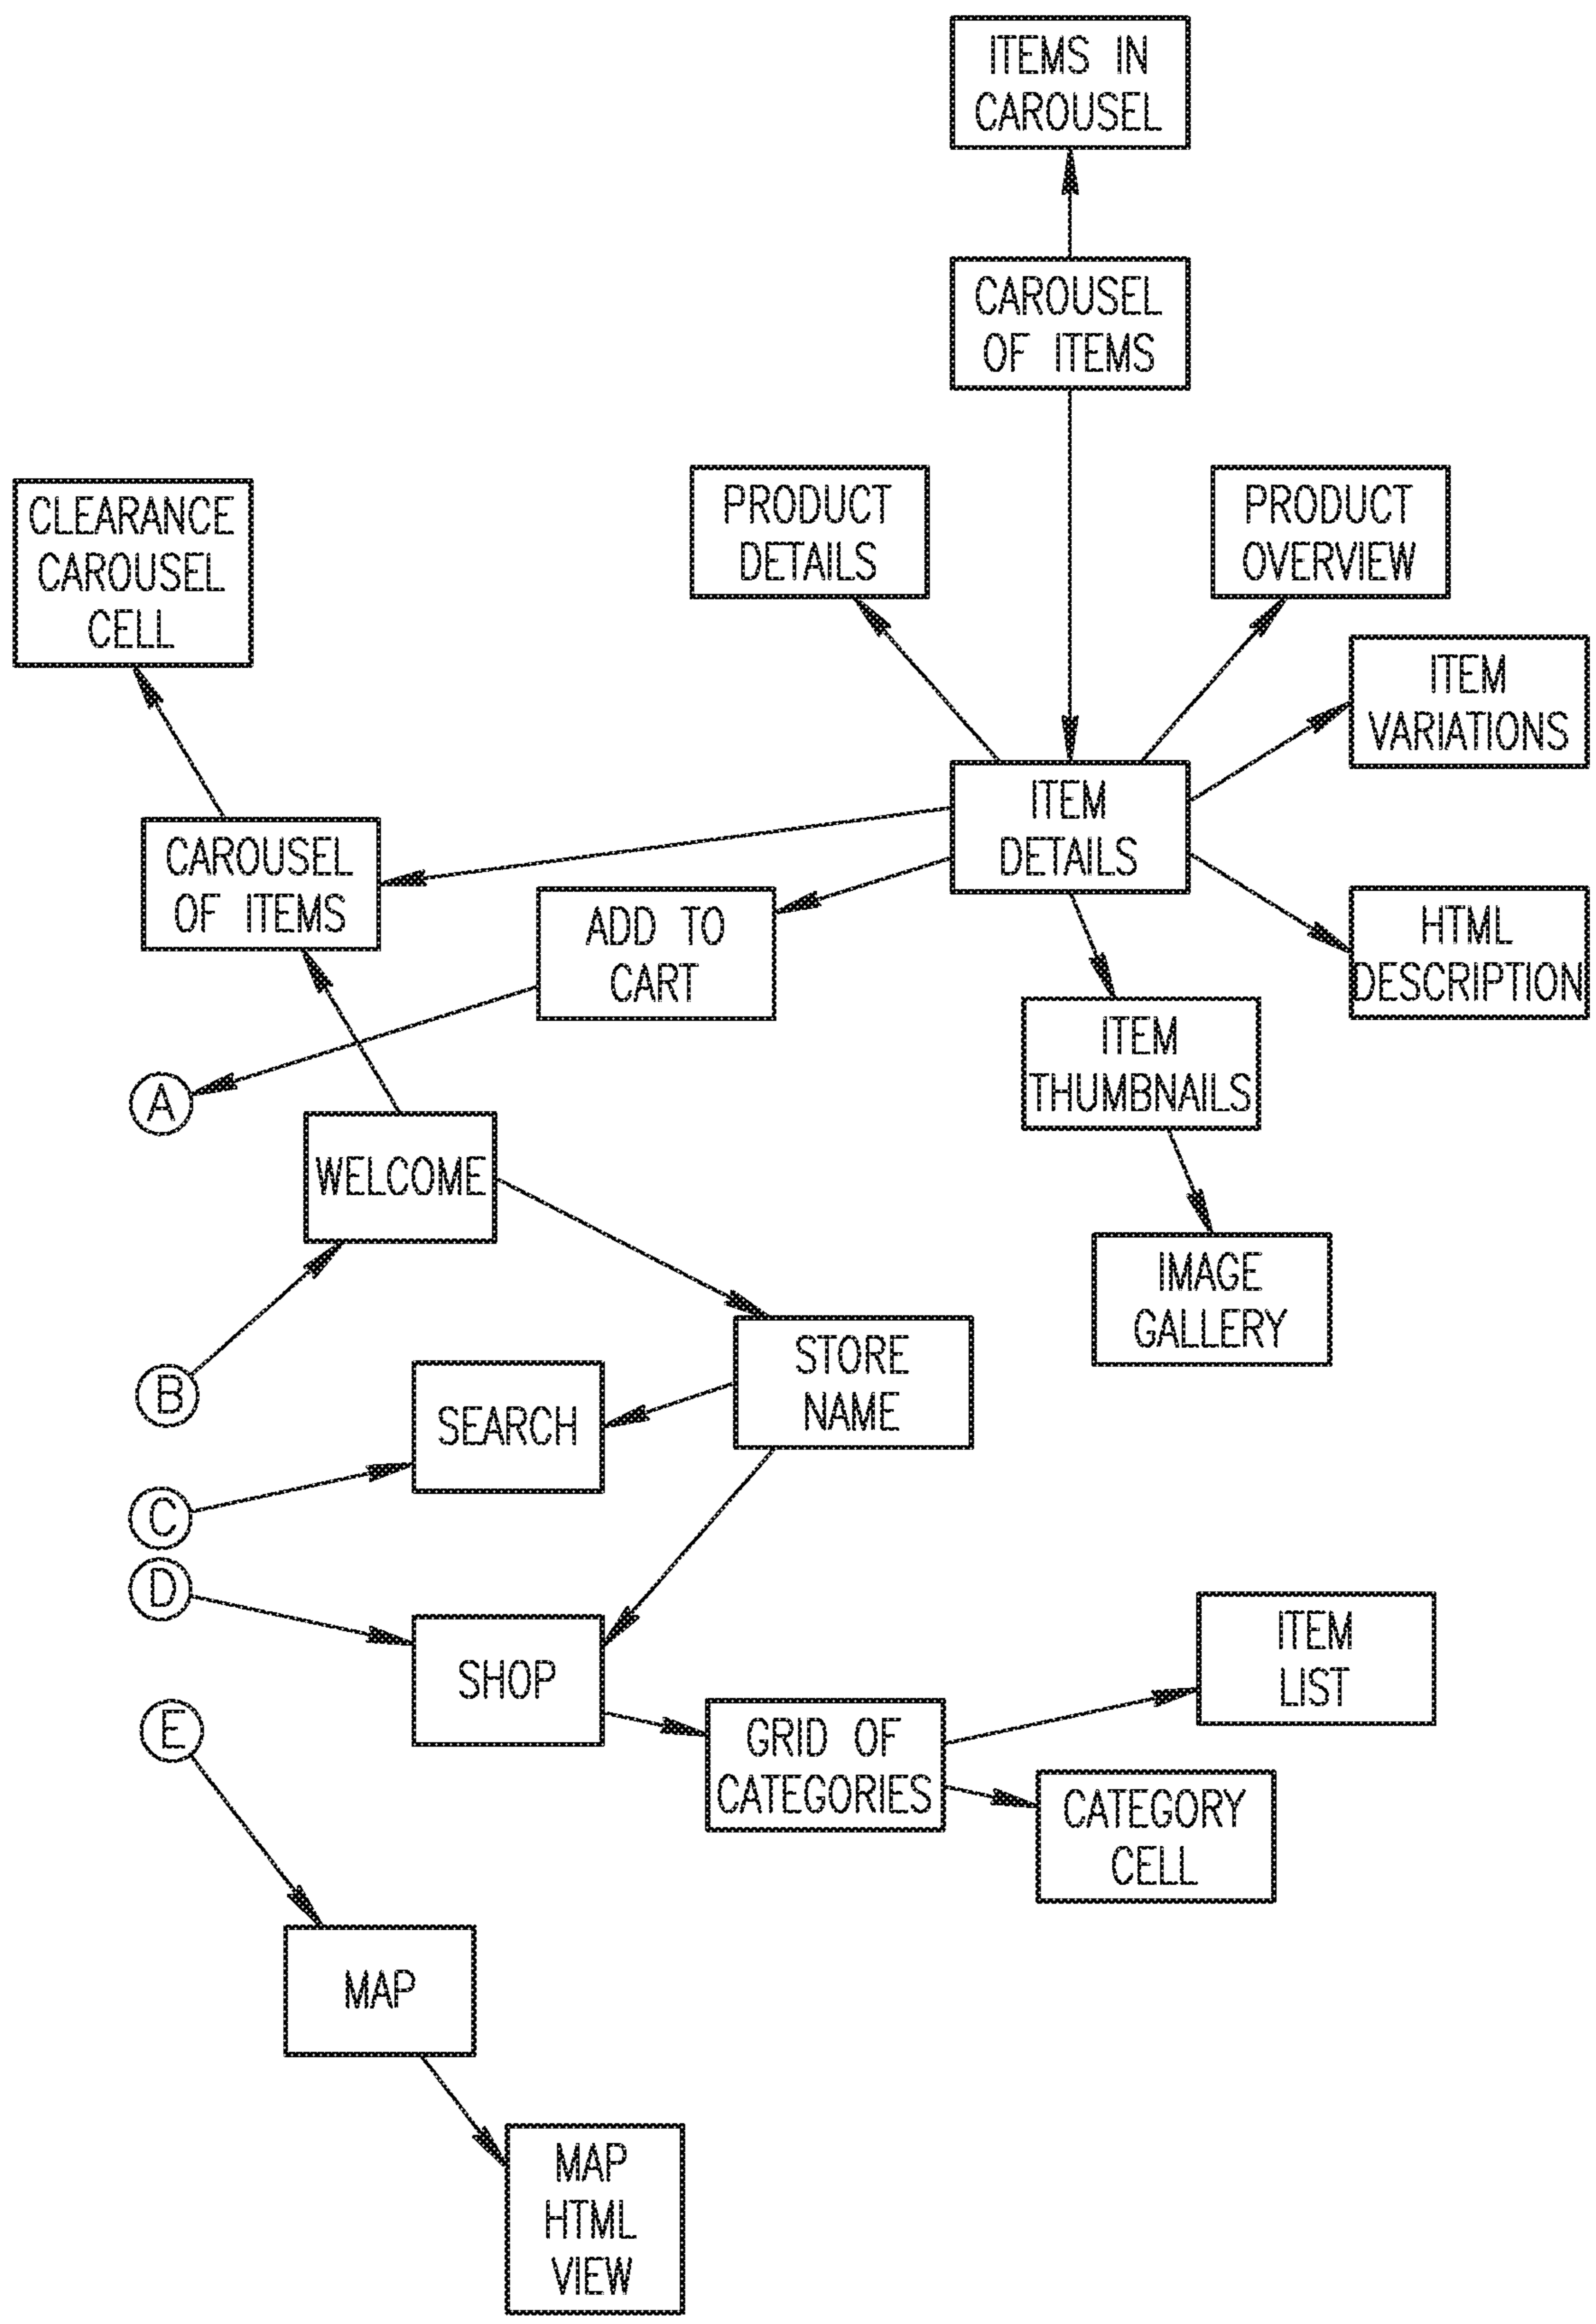 ITEMS IN
CAROUSEL
CAROUSEL
OF ITEMS
PRODUCT
DETAILS
PRODUCT
OVERVIEW
CLEARANCE
CAROUSEL
CELL
ITEM
VARIATIONS
ITEM
DETAILS
CAROUSEL
OF ITEMS
ADD TO
CART
HTML
DESCRIPTION
ITEM
THUMBNAILS
A
WELCOME
IMAGE
GALLERY
B
STORE
NAME
SEARCH
C
D
SHOP
ITEM
LIST
E
GRID OF
CATEGORIES
CATEGORY
CELL
MAP
MAP
HTML
VIEW